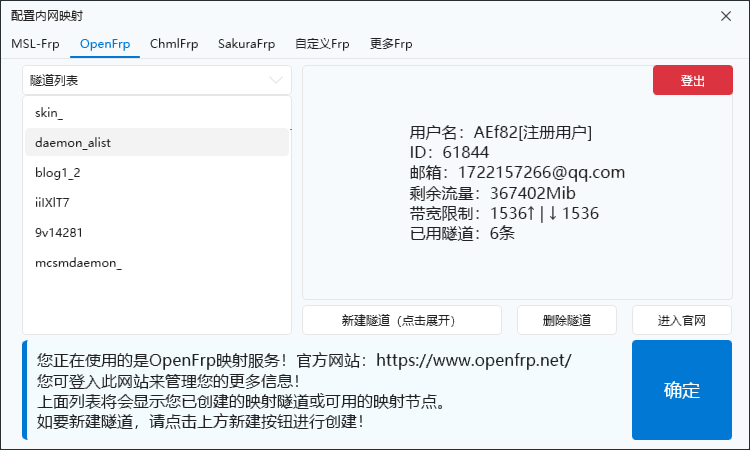 配置内网映射
MSL-Frp OpenFrp ChmlFrp SakuraFrp 自定义Frp 更多Frp
隧道列表
skin_
daemon_alist
blog1_2
iiIXlT7
9v14281
mcsmdaemon_
登出
用户名：AEf82[注册用户]
ID：61844
邮箱：1722157266@qq.com
剩余流量：367402Mib
带宽限制：1536↑|↓1536
已用隧道：6条
新建隧道（点击展开） 删除隧道 进入官网
您正在使用的是OpenFrp映射服务！官方网站：https://www.openfrp.net/
您可登入此网站来管理您的更多信息！
上面列表将会显示您已创建的映射隧道或可用的映射节点。
如要新建隧道，请点击上方新建按钮进行创建！
确定